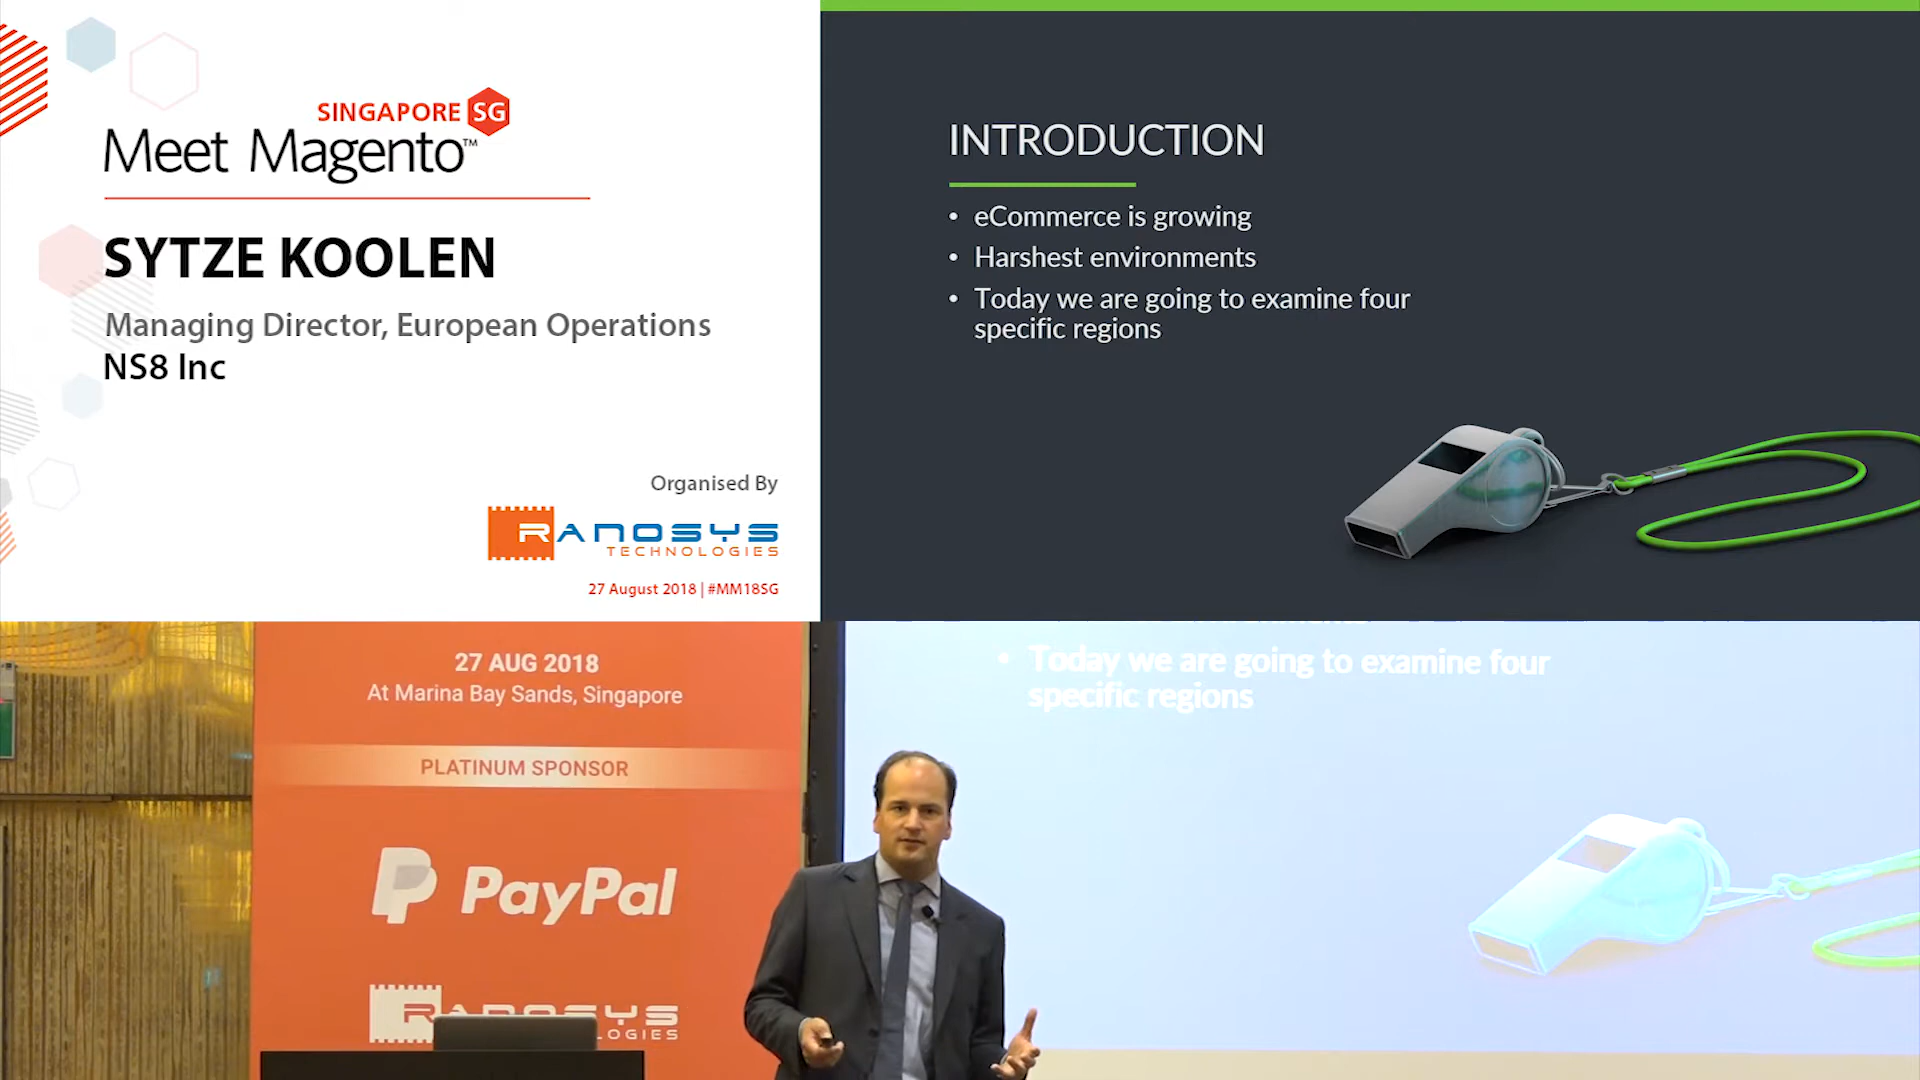 SINGAPORE SG
Meet Magento™
SYTZE KOOLEN
Managing Director, European Operations
NS8 Inc
Organised By
RANOSYS
TECHNOLOGIES
27 August 2018 | #MM18SG
INTRODUCTION
• eCommerce is growing
• Harshest environments
• Today we are going to examine four
specific regions
27 AUG 2018
At Marina Bay Sands, Singapore
PLATINUM SPONSOR
PayPal
RANOSYS
OGIES
• Today we are going to examine four
specific regions